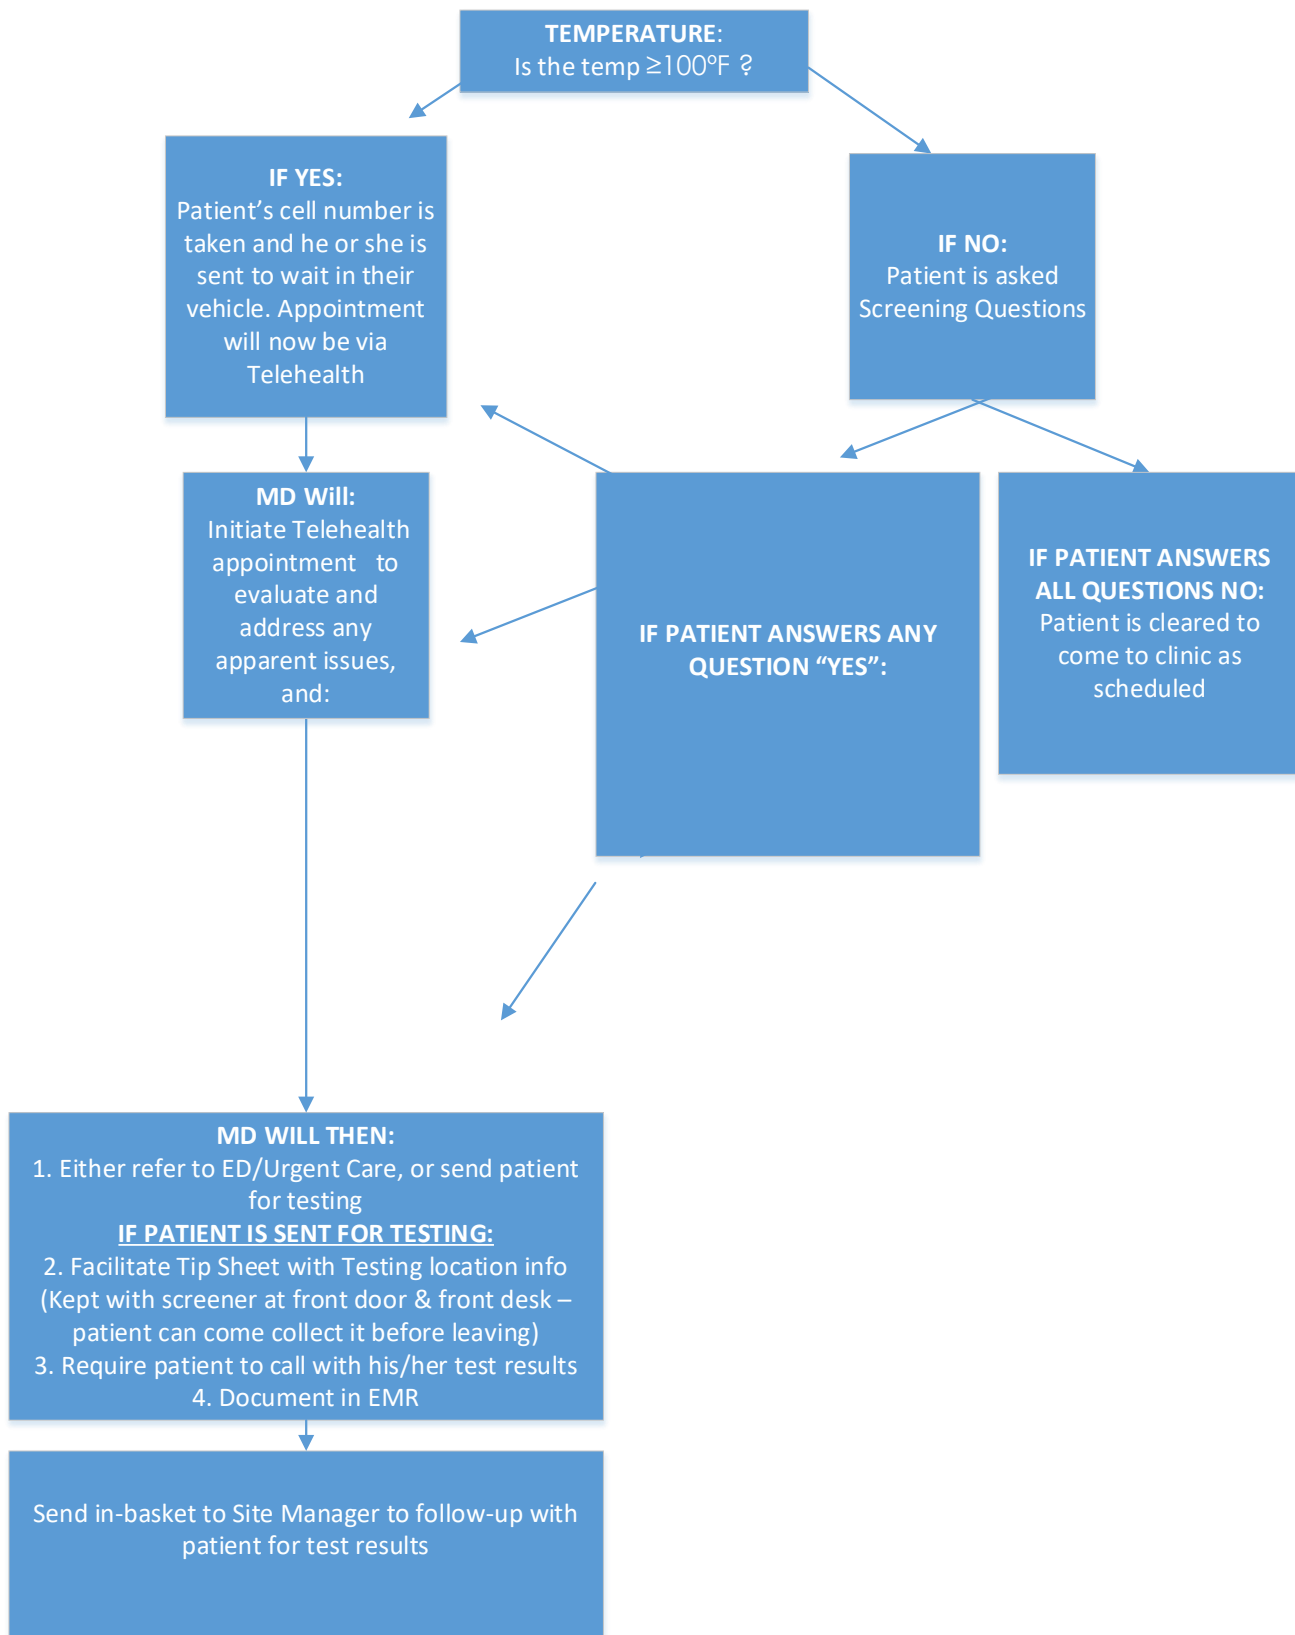 TEMPERATURE:
Is the temp ≥100°F ?
IF YES:
Patient’s cell number is
taken and he or she is
sent to wait in their
vehicle. Appointment
will now be via
Telehealth
IF NO:
Patient is asked
Screening Questions
MD Will:
Initiate Telehealth
appointment to
evaluate and
address any
apparent issues,
and:
IF PATIENT ANSWERS ANY
QUESTION “YES”:
IF PATIENT ANSWERS
ALL QUESTIONS NO:
Patient is cleared to
come to clinic as
scheduled
MD WILL THEN:
1. Either refer to ED/Urgent Care, or send patient
for testing
IF PATIENT IS SENT FOR TESTING:
2. Facilitate Tip Sheet with Testing location info
(Kept with screener at front door & front desk –
patient can come collect it before leaving)
3. Require patient to call with his/her test results
4. Document in EMR
Send in-basket to Site Manager to follow-up with
patient for test results